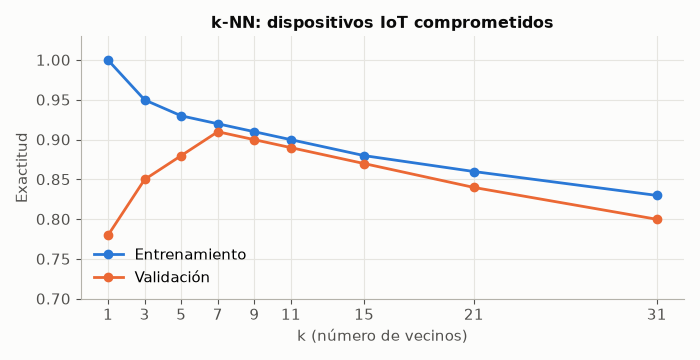 k-NN: dispositivos IoT comprometidos
Exactitud
1.00
0.95
0.90
0.85
0.80
0.75
0.70
Entrenamiento
Validación
1 3 5 7 9 11 15 21 31
k (número de vecinos)